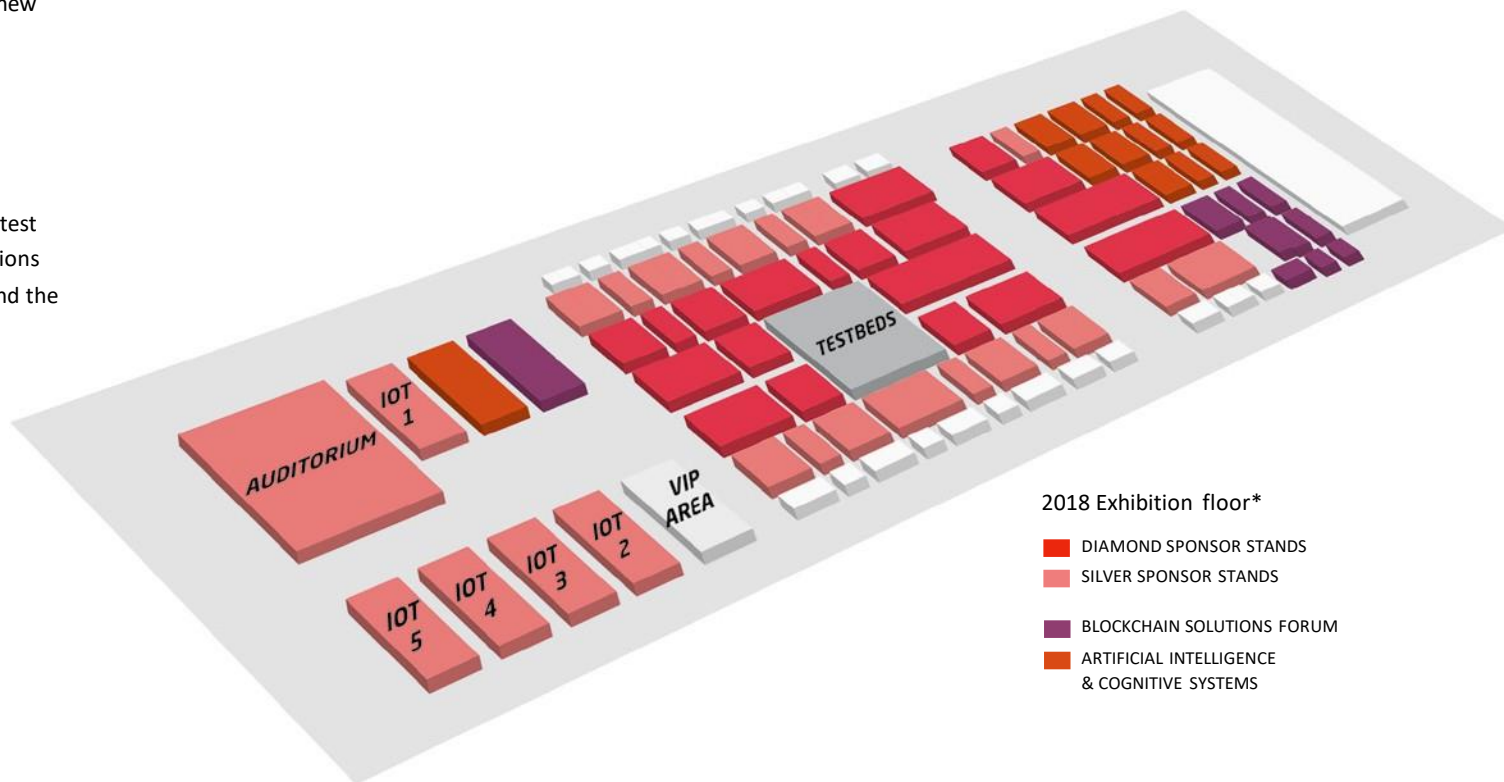 new
test
ions
nd the
TESTBEDS
IOT
1
AUDITORIUM
VIP
AREA
IOT
2
IOT
3
IOT
4
IOT
5
2018 Exhibition floor*
DIAMOND SPONSOR STANDS
SILVER SPONSOR STANDS
BLOCKCHAIN SOLUTIONS FORUM
ARTIFICIAL INTELLIGENCE
& COGNITIVE SYSTEMS